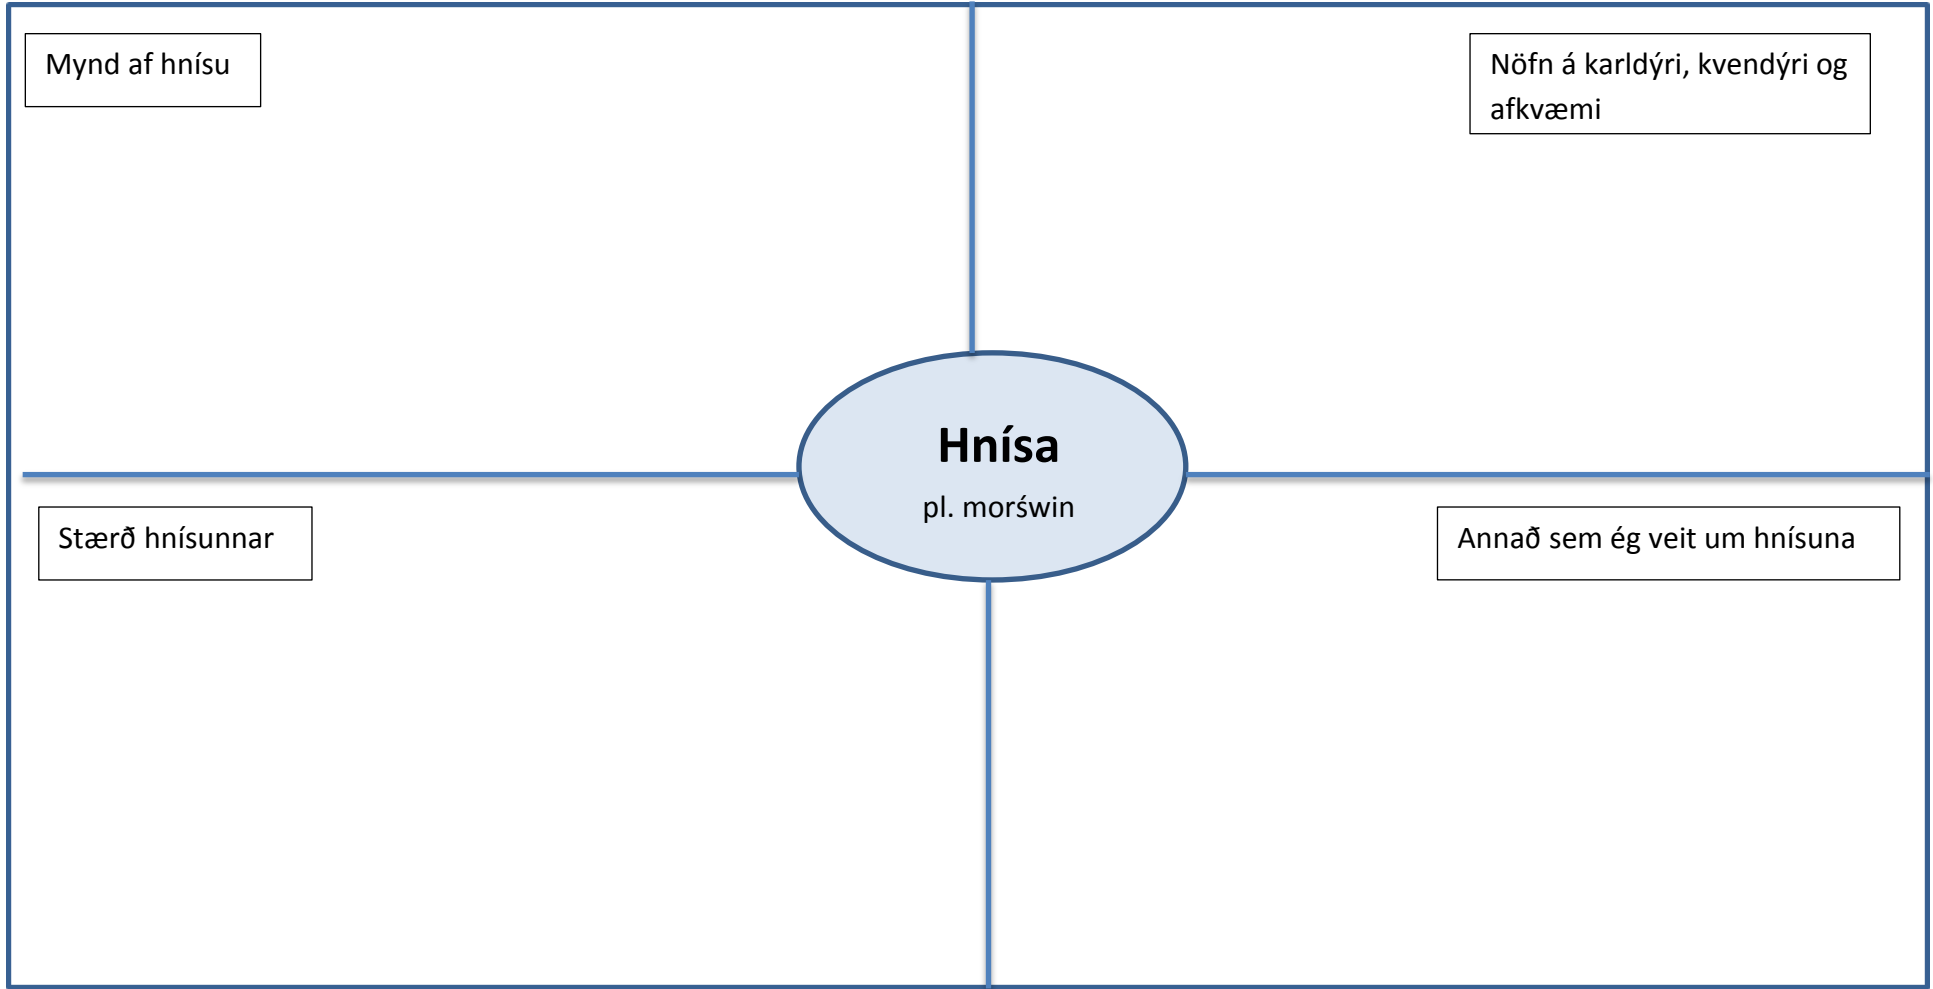 Mynd af hnísu
Nöfn á karldýri, kvendýri og
afkvæmi
Hnísa
pl. morświn
Stærð hnísunnar
Annað sem ég veit um hnísuna